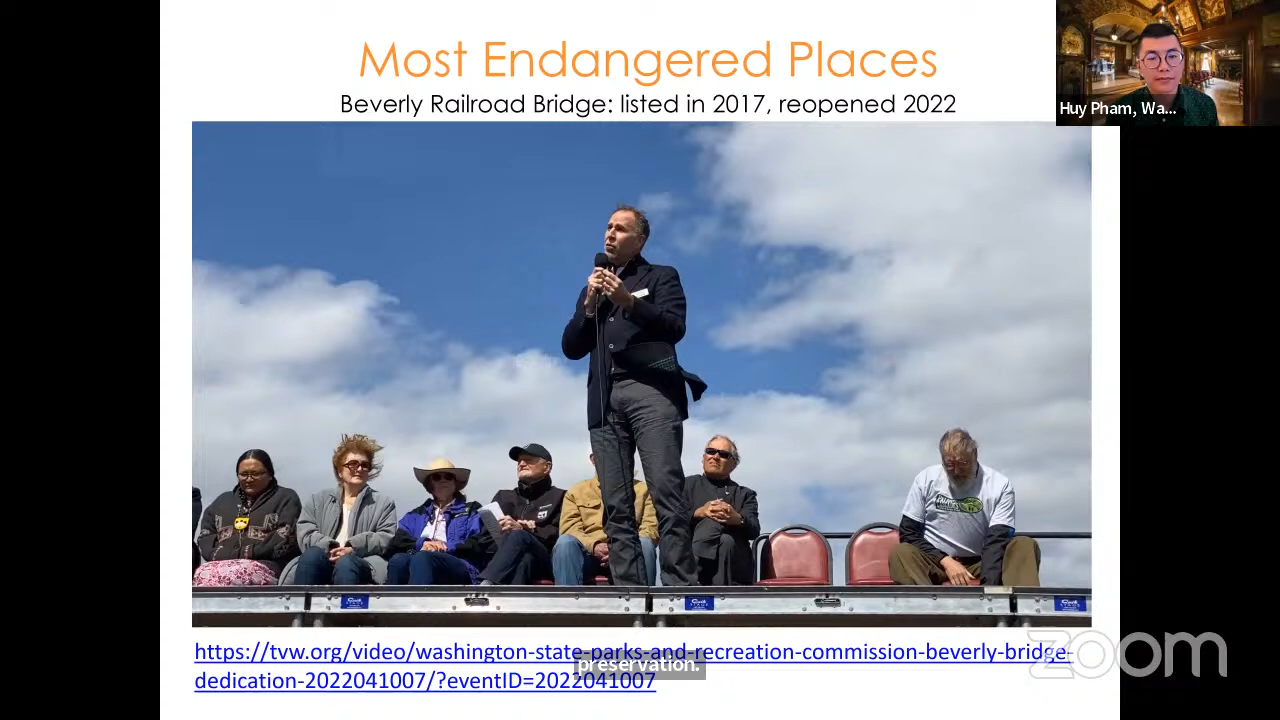 Most Endangered Places
Beverly Railroad Bridge: listed in 2017, reopened 2022
Huy Pham, Wa...
https://tvw.org/video/washington-state-parks-and-recreation-commission-beverly-bridge-
preservation.
dedication-2022041007/?eventID=2022041007
zoom